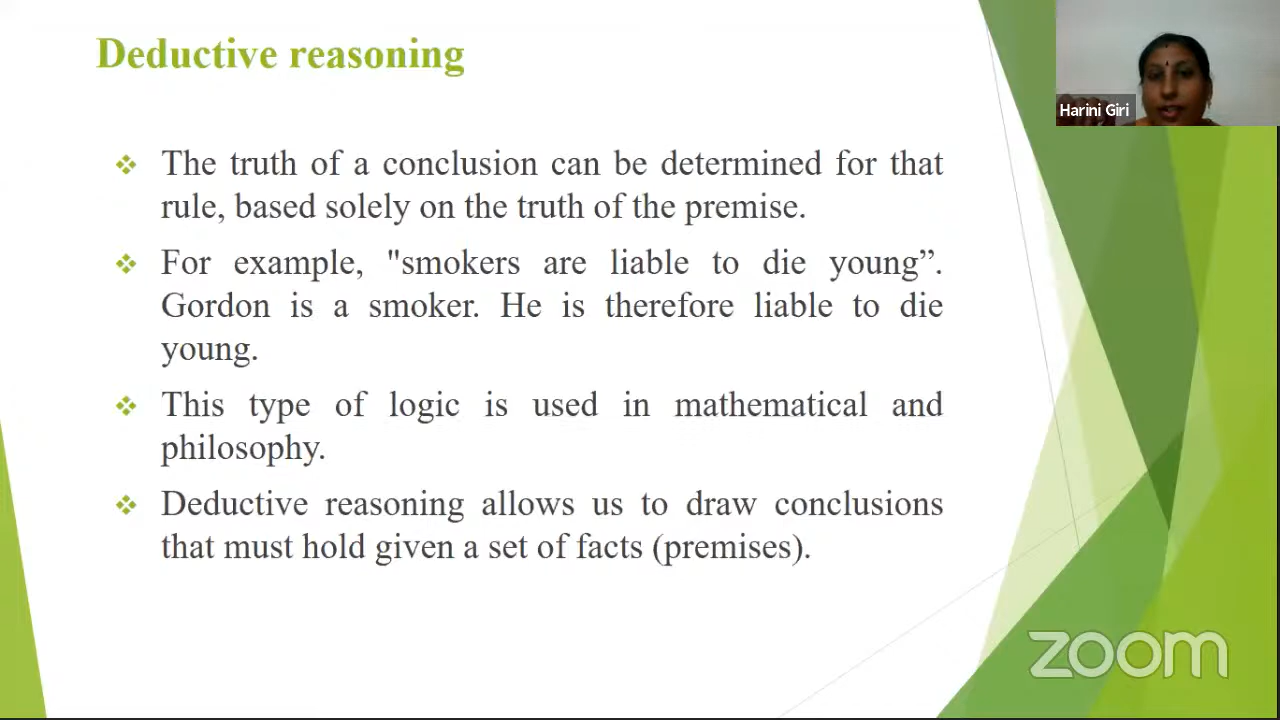 Deductive reasoning
Harini Giri
The truth of a conclusion can be determined for that
rule, based solely on the truth of the premise.
For example, "smokers are liable to die young”.
Gordon is a smoker. He is therefore liable to die
young.
This type of logic is used in mathematical and
philosophy.
Deductive reasoning allows us to draw conclusions
that must hold given a set of facts (premises).
zoom